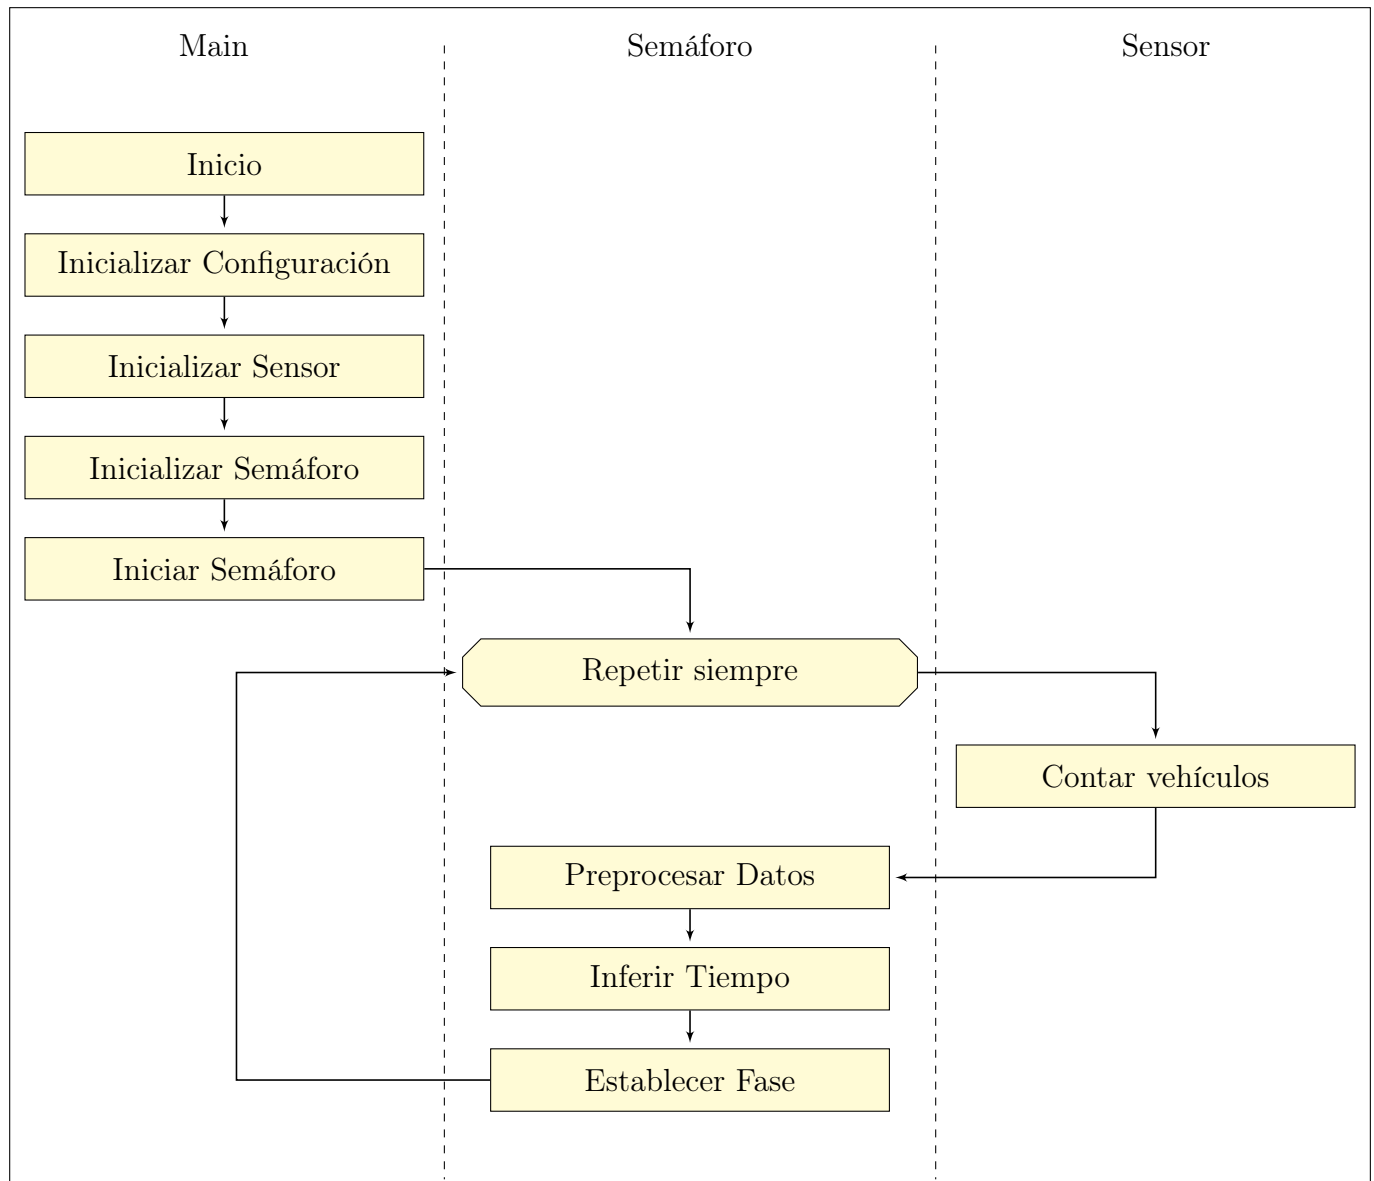 Main
Semáforo
Sensor
Inicio
Inicializar Configuración
Inicializar Sensor
Inicializar Semáforo
Iniciar Semáforo
Repetir siempre
Contar vehículos
Preprocesar Datos
Inferir Tiempo
Establecer Fase